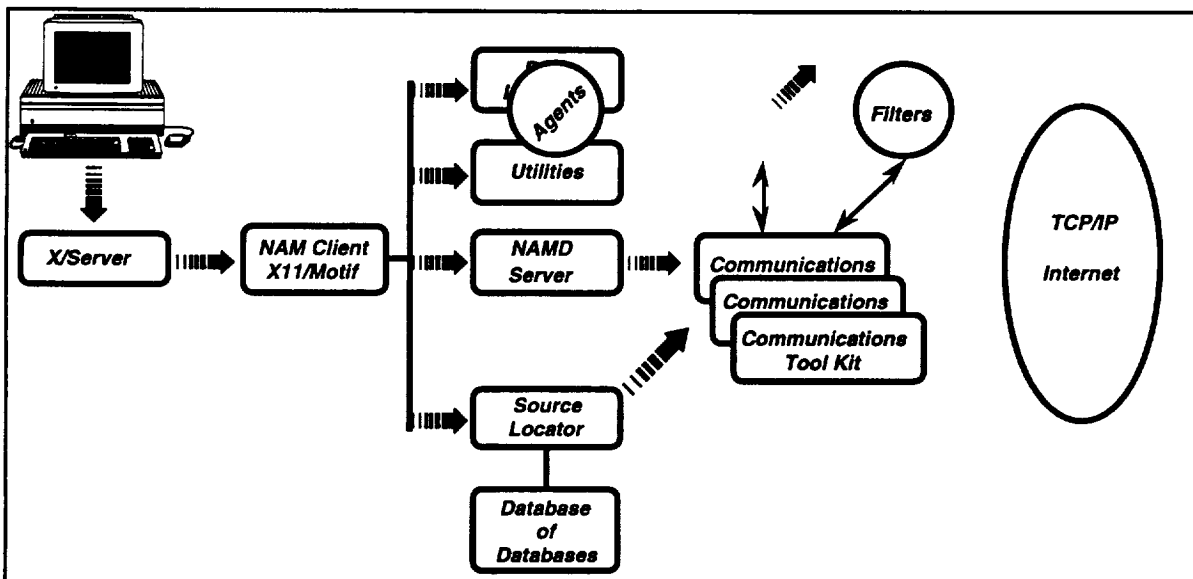 Agents
Utilities
Filters
X/Server
NAM Client
X11/Motif
NAMD
Server
Communications
Communications
Communications
Tool Kit
TCP/IP
Internet
Source
Locator
Database
of
Databases